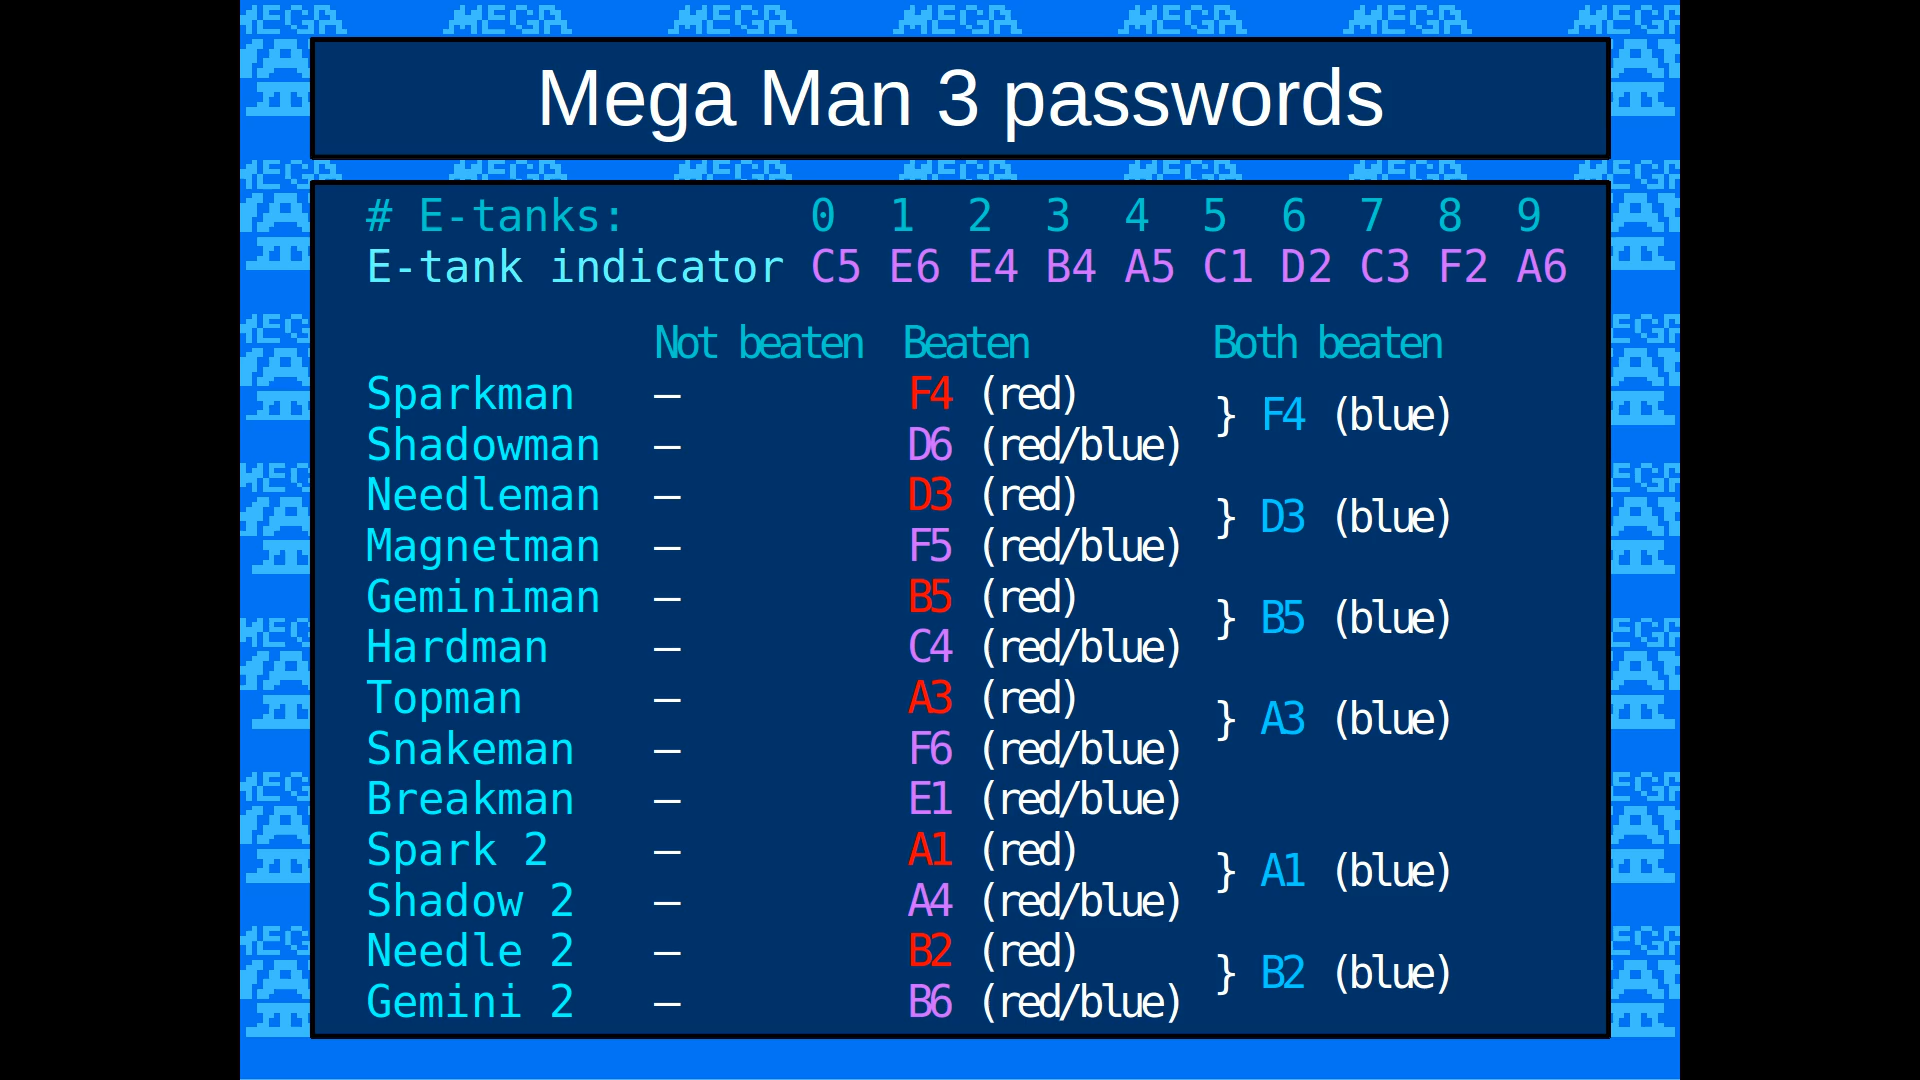 Mega Man 3 passwords
# E-tanks: 0 1 2 3 4 5 6 7 8 9
E-tank indicator C5 E6 E4 B4 A5 C1 D2 C3 F2 A6
Not beaten Beaten Both beaten
Sparkman – F4 (red)
} F4 (blue)
Shadowman – D6 (red/blue)
Needleman – D3 (red)
} D3 (blue)
Magnetman – F5 (red/blue)
Geminiman – B5 (red)
} B5 (blue)
Hardman – C4 (red/blue)
Topman – A3 (red)
} A3 (blue)
Snakeman – F6 (red/blue)
Breakman – E1 (red/blue)
Spark 2 – A1 (red)
} A1 (blue)
Shadow 2 – A4 (red/blue)
Needle 2 – B2 (red)
} B2 (blue)
Gemini 2 – B6 (red/blue)